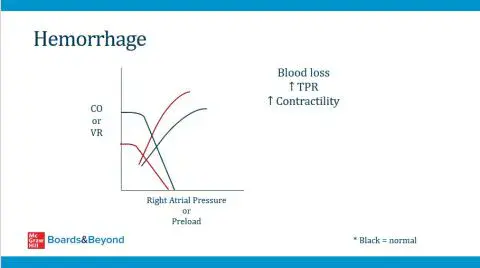 Hemorrhage
Blood loss
↑ TPR
↑ Contractility
CO
or
VR
Right Atrial Pressure
or
Preload
Mc
Graw
Hill
Boards&Beyond
* Black = normal